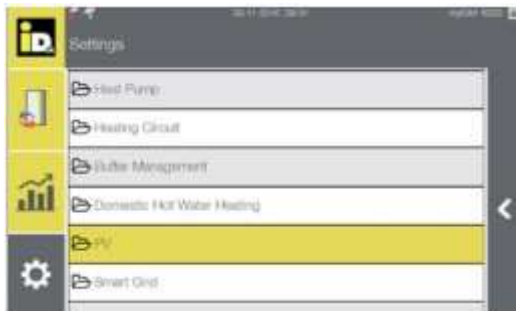 iD
Settings
Heat Pump
Heating Circuit
Buffer Management
Domestic Hot Water Heating
PV
Smart Grid